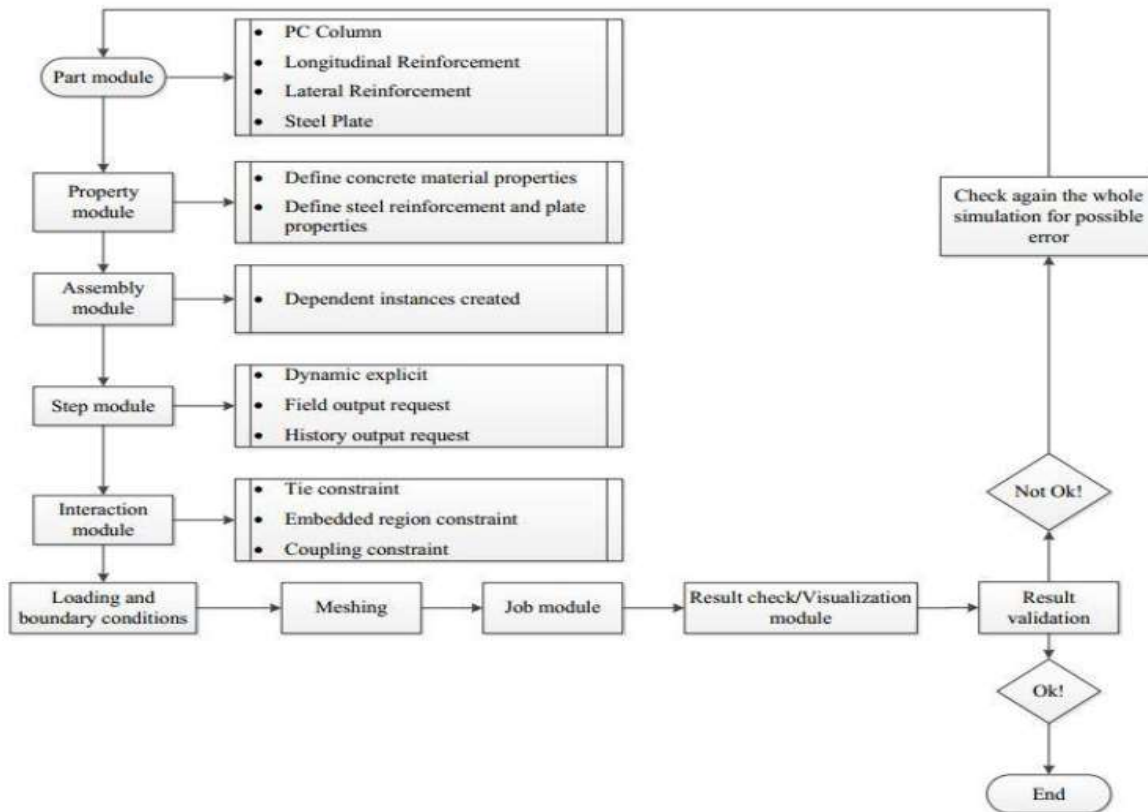 PC Column
Part module
Longitudinal Reinforcement
Lateral Reinforcement
Steel Plate
Property
module
Define concrete material properties
Define steel reinforcement and plate
properties
Check again the whole
simulation for possible
error
Assembly
module
Dependent instances created
Step module
Dynamic explicit
Field output request
History output request
Interaction
module
Tie constraint
Embedded region constraint
Coupling constraint
Not Ok!
Loading and
boundary conditions
Meshing
Job module
Result check/Visualization
module
Result
validation
Ok!
End